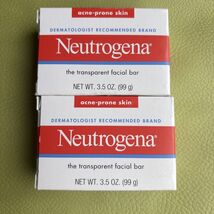 acne-prone skin
DERMATOLOGIST RECOMMENDED BRAND
Neutrogena®
the transparent facial bar
NET WT. 3.5 OZ. (99 g)
acne-prone skin
DERMATOLOGIST RECOMMENDED BRAND
Neutrogena®
the transparent facial bar
NET WT. 3.5 OZ. (99 g)